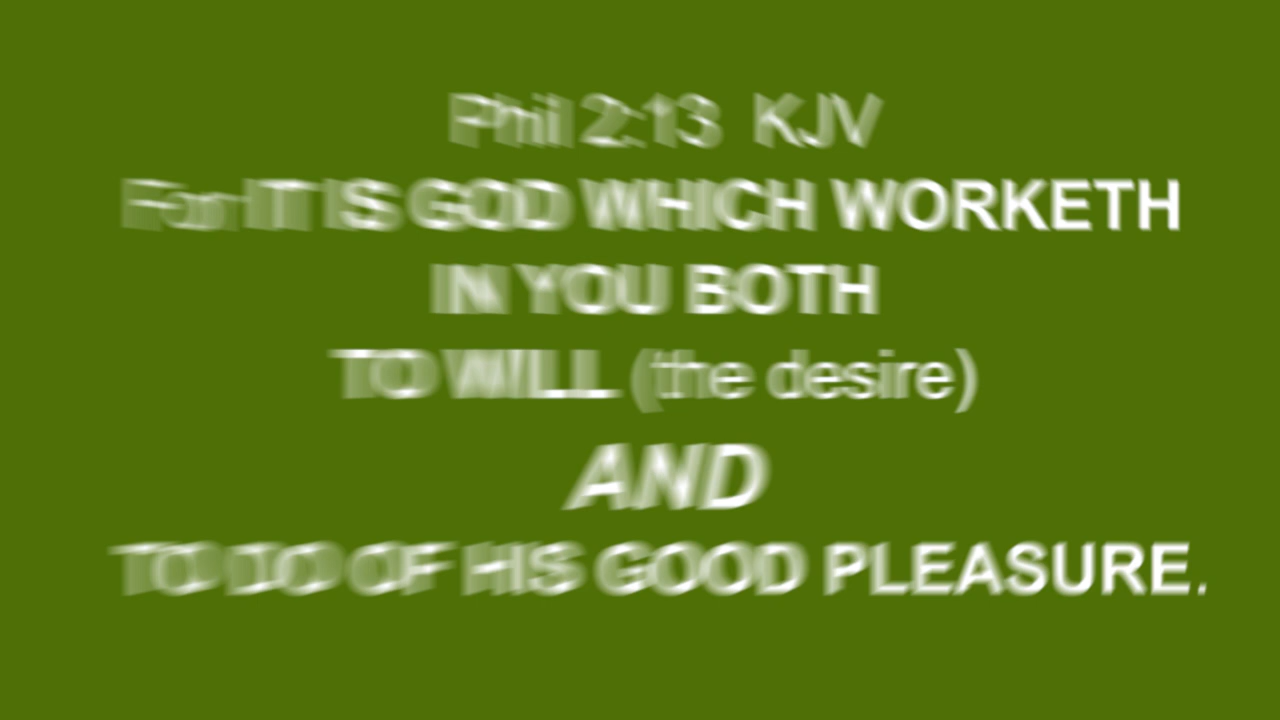 Phil 2:13 KJV
For IT IS GOD WHICH WORKETH
IN YOU BOTH
TO WILL (the desire)
AND
TO DO OF HIS GOOD PLEASURE.